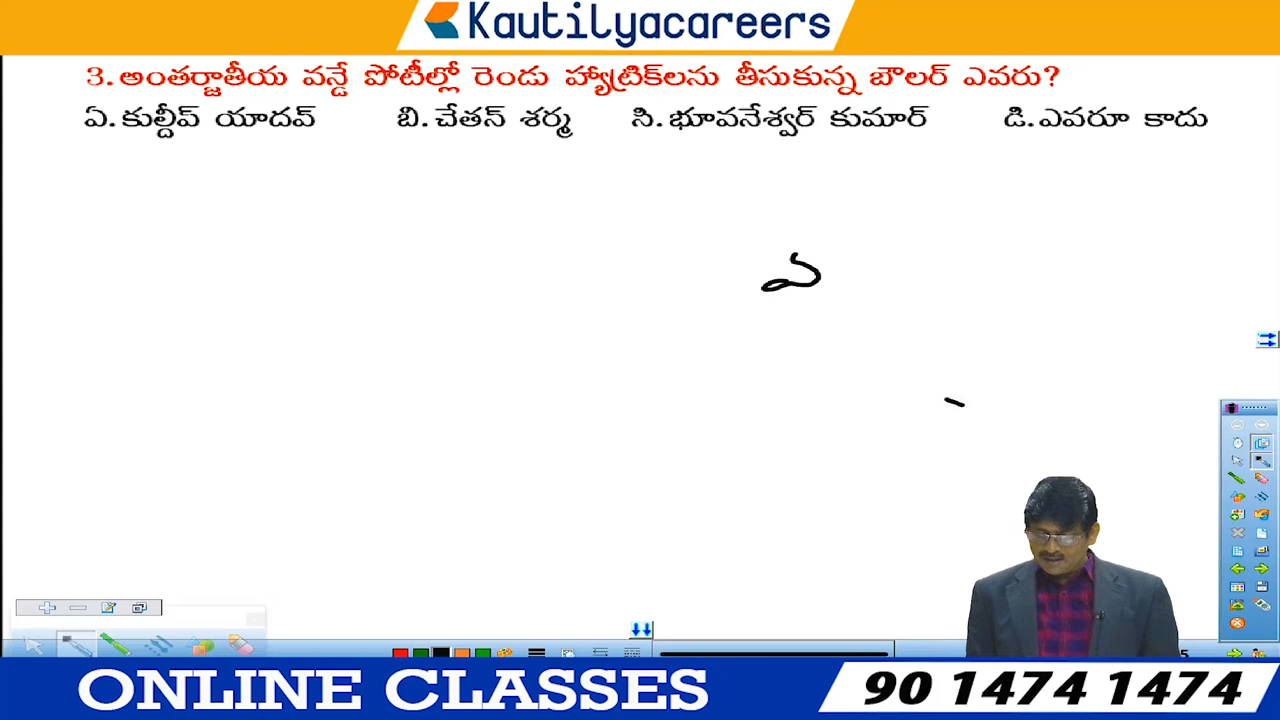 Kautilyacareers
3.అంతర్జాతీయ వన్డే పోటీల్లో రెండు హ్యాట్రిక్‌లను తీసుకున్న బౌలర్ ఎవరు?
ఏ.కుల్దీప్ యాదవ్ బి.చేతన్ శర్మ సి.భూవనేశ్వర్ కుమార్ డి.ఎవరూ కాదు
ONLINE CLASSES 90 1474 1474